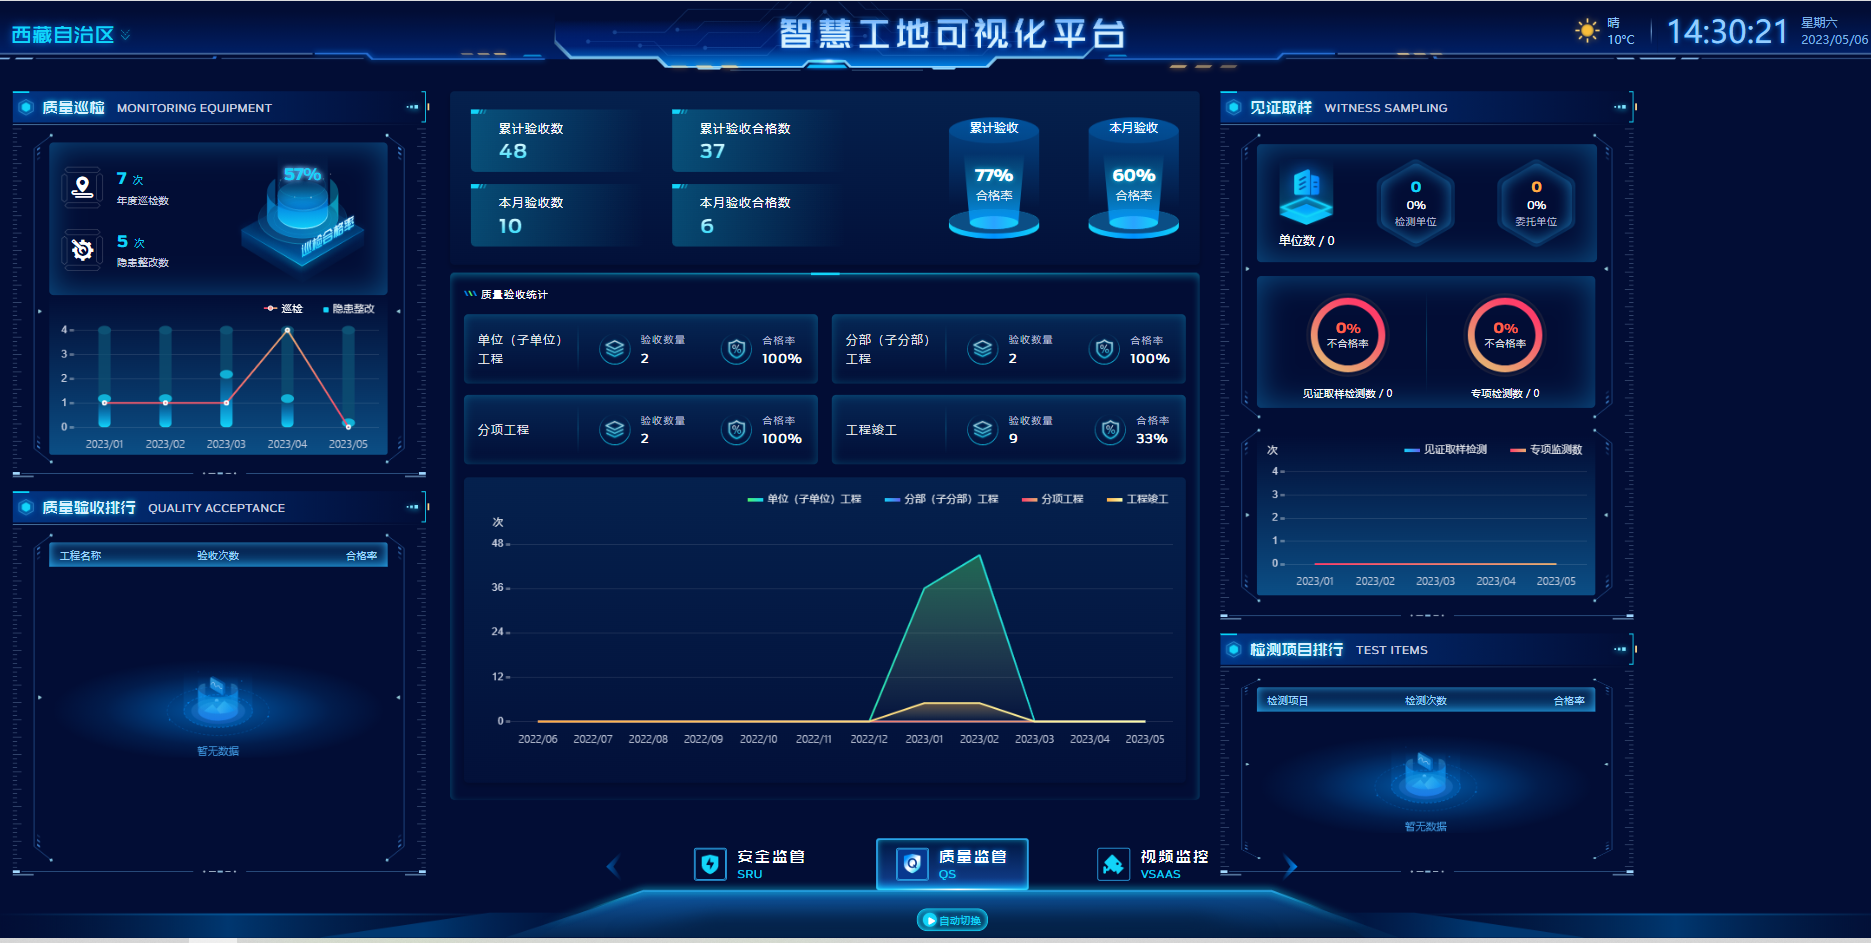 西藏自治区
智慧工地可视化平台
晴
10°C
14:30:21
星期六
2023/05/06
质量巡检 MONITORING EQUIPMENT
7 次
年度巡检数
5 次
隐患整改数
57%
巡检合格率
巡检 隐患整改
4
3
2
1
0
2023/01 2023/02 2023/03 2023/04 2023/05
质量验收排行 QUALITY ACCEPTANCE
工程名称 验收次数 合格率
暂无数据
累计验收数
48
累计验收合格数
37
本月验收数
10
本月验收合格数
6
累计验收
77%
合格率
本月验收
60%
合格率
质量验收统计
单位（子单位）
工程
验收数量
2
合格率
100%
分部（子分部）
工程
验收数量
2
合格率
100%
分项工程
验收数量
2
合格率
100%
工程竣工
验收数量
9
合格率
33%
单位（子单位）工程 分部（子分部）工程 分项工程 工程竣工
次
48
36
24
12
0
2022/06 2022/07 2022/08 2022/09 2022/10 2022/11 2022/12 2023/01 2023/02 2023/03 2023/04 2023/05
见证取样 WITNESS SAMPLING
单位数 / 0
0
0%
检测单位
0
0%
委托单位
0%
不合格率
见证取样检测数 / 0
0%
不合格率
专项检测数 / 0
次
见证取样检测 专项监测数
4
3
2
1
0
2023/01 2023/02 2023/03 2023/04 2023/05
检测项目排行 TEST ITEMS
检测项目 检测次数 合格率
暂无数据
安全监管
SRU
质量监管
QS
视频监控
VSAAS
自动切换